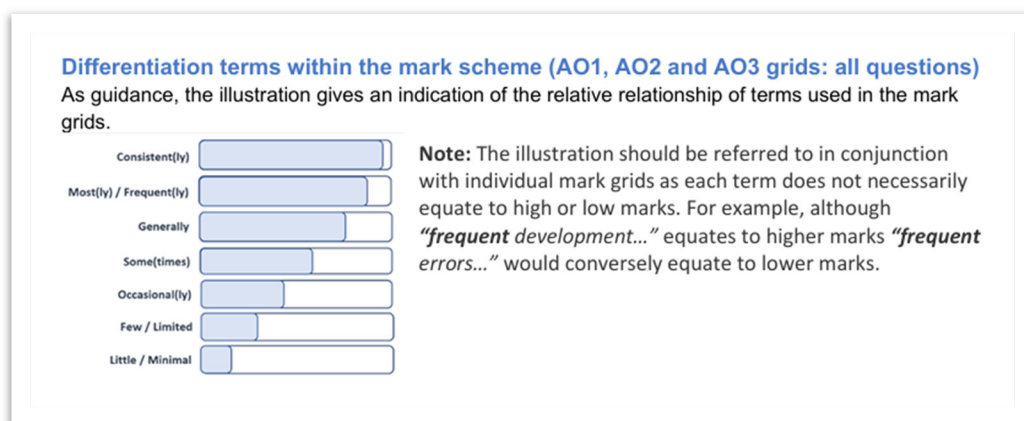 Differentiation terms within the mark scheme (AO1, AO2 and AO3 grids: all questions)
As guidance, the illustration gives an indication of the relative relationship of terms used in the mark
grids.
Consistent(ly)
Most(ly) / Frequent(ly)
Generally
Some(times)
Occasional(ly)
Few / Limited
Little / Minimal
Note: The illustration should be referred to in conjunction
with individual mark grids as each term does not necessarily
equate to high or low marks. For example, although
“frequent development...” equates to higher marks “frequent
errors...” would conversely equate to lower marks.